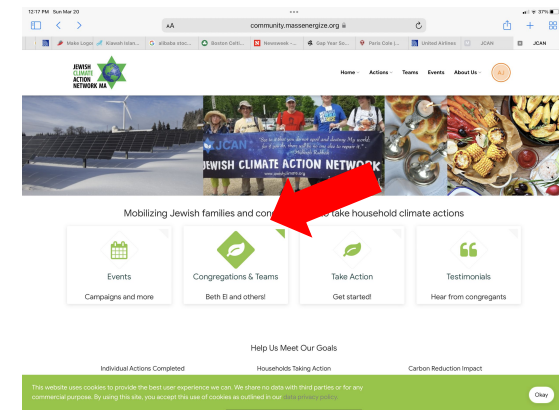 12:17 PM Sun Mar 20
37%
AA
community.massenergize.org
Make Logo
Kiawah Islan...
alibaba stoc...
Boston Celti...
Newsweek -...
Gap Year So...
Paris Cole |...
United Airlines
JCAN
JCAN
JEWISH
CLIMATE
ACTION
NETWORK MA
Home
Actions
Teams
Events
About Us
AJ
JCAN
JEWISH CLIMATE ACTION NETWORK
Mobilizing Jewish families and
take household climate actions
Events
Campaigns and more
Congregations & Teams
Beth El and others!
Take Action
Get started!
Testimonials
Hear from congregants
Help Us Meet Our Goals
Individual Actions Completed
Households Taking Action
Carbon Reduction Impact
This website uses cookies to provide the best user experience we can. We share no data with third parties or for any
commercial purpose. By using this site, you accept this use of cookies as outlined in our data privacy policy.
Okay